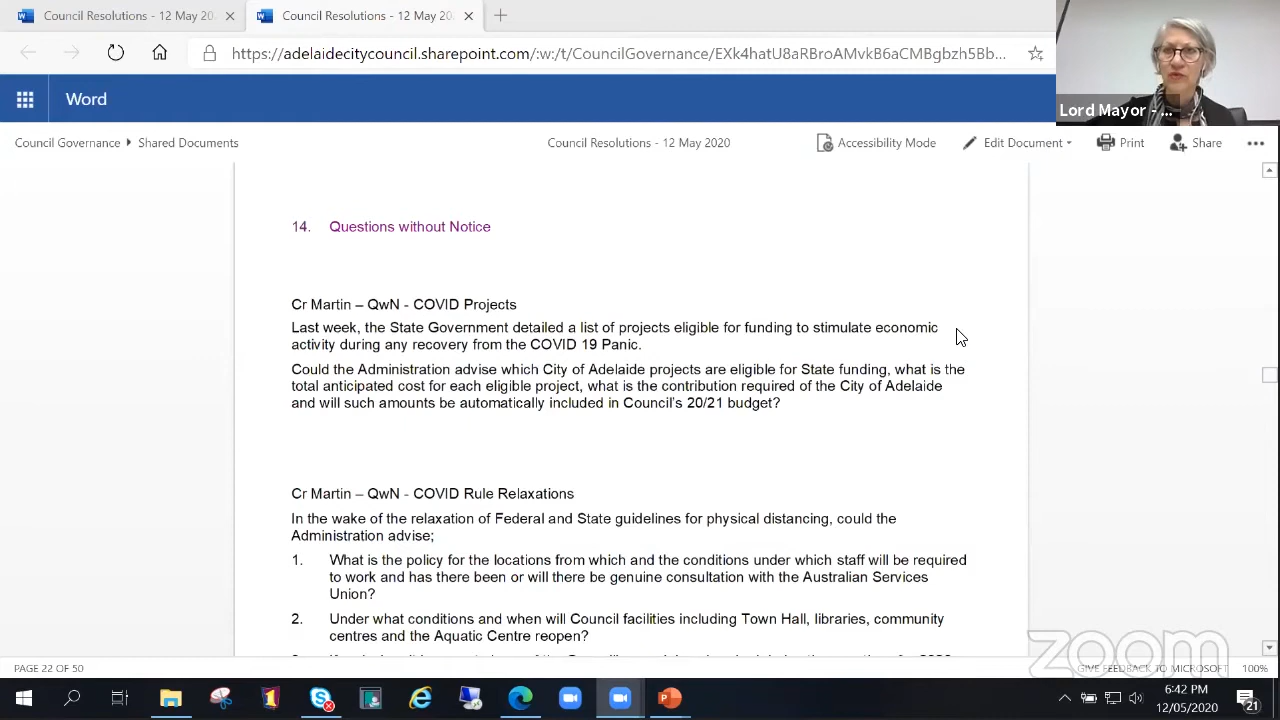 Council Resolutions - 12 May 20
Council Resolutions - 12 May 202
https://adelaidecitycouncil.sharepoint.com/:w:/t/CouncilGovernance/EXk4hatU8aRBroAMvkB6aCMBgbzh5Bb...
Lord Mayor - ...
Word
Council Governance
Shared Documents
Council Resolutions - 12 May 2020
Accessibility Mode
Edit Document
Print
Share
14. Questions without Notice
Cr Martin – QwN - COVID Projects
Last week, the State Government detailed a list of projects eligible for funding to stimulate economic
activity during any recovery from the COVID 19 Panic.
Could the Administration advise which City of Adelaide projects are eligible for State funding, what is the
total anticipated cost for each eligible project, what is the contribution required of the City of Adelaide
and will such amounts be automatically included in Council's 20/21 budget?
Cr Martin – QwN - COVID Rule Relaxations
In the wake of the relaxation of Federal and State guidelines for physical distancing, could the
Administration advise;
1. What is the policy for the locations from which and the conditions under which staff will be required
to work and has there been or will there be genuine consultation with the Australian Services
Union?
2. Under what conditions and when will Council facilities including Town Hall, libraries, community
centres and the Aquatic Centre reopen?
zoom
PAGE 22 OF 50
GIVE FEEDBACK TO MICROSOFT
100%
6:42 PM
12/05/2020
21